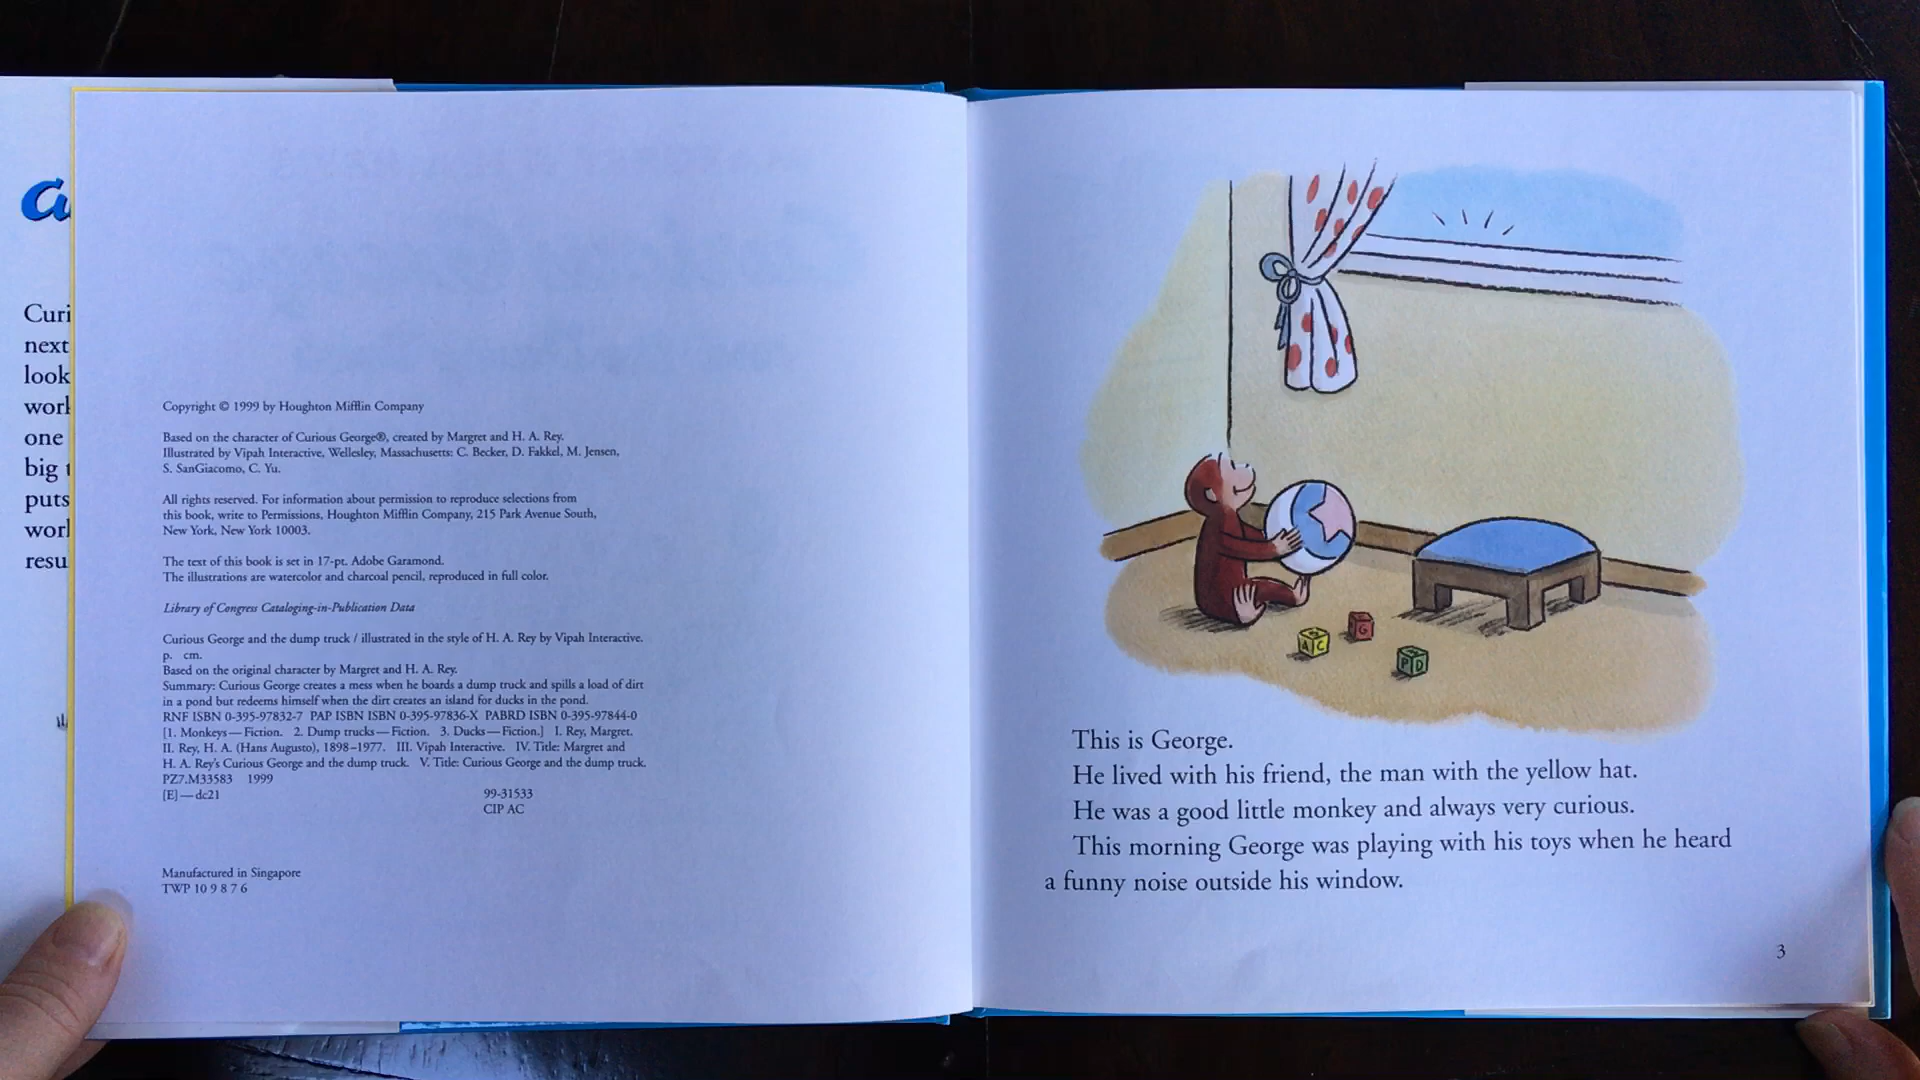 Curi
next
look
work
one
big
puts
work
resu
Copyright © 1999 by Houghton Mifflin Company
Based on the character of Curious George®, created by Margret and H. A. Rey.
Illustrated by Vipah Interactive, Wellesley, Massachusetts: C. Becker, D. Fakkel, M. Jensen,
S. SanGiacomo, C. Yu.
All rights reserved. For information about permission to reproduce selections from
this book, write to Permissions, Houghton Mifflin Company, 215 Park Avenue South,
New York, New York 10003.
The text of this book is set in 17-pt. Adobe Garamond.
The illustrations are watercolor and charcoal pencil, reproduced in full color.
Library of Congress Cataloging-in-Publication Data
Curious George and the dump truck / illustrated in the style of H. A. Rey by Vipah Interactive.
p. cm.
Based on the original character by Margret and H. A. Rey.
Summary: Curious George creates a mess when he boards a dump truck and spills a load of dirt
in a pond but redeems himself when the dirt creates an island for ducks in the pond.
RNF ISBN 0-395-97832-7 PAP ISBN ISBN 0-395-97836-X PABRD ISBN 0-395-97844-0
[1. Monkeys—Fiction. 2. Dump trucks—Fiction. 3. Ducks—Fiction.] I. Rey, Margret.
II. Rey, H. A. (Hans Augusto), 1898–1977. III. Vipah Interactive. IV. Title: Margret and
H. A. Rey's Curious George and the dump truck. V. Title: Curious George and the dump truck.
PZ7.M33583 1999
[E]—dc21 99-31533
CIP AC
Manufactured in Singapore
TWP 10 9 8 7 6
A C
G
P D
This is George.
He lived with his friend, the man with the yellow hat.
He was a good little monkey and always very curious.
This morning George was playing with his toys when he heard
a funny noise outside his window.
3